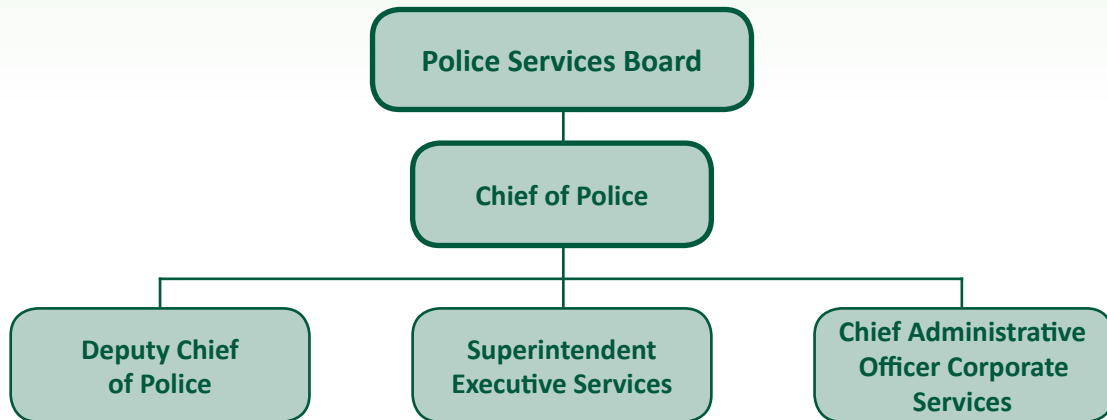 Police Services Board
Chief of Police
Deputy Chief
of Police
Superintendent
Executive Services
Chief Administrative
Officer Corporate
Services